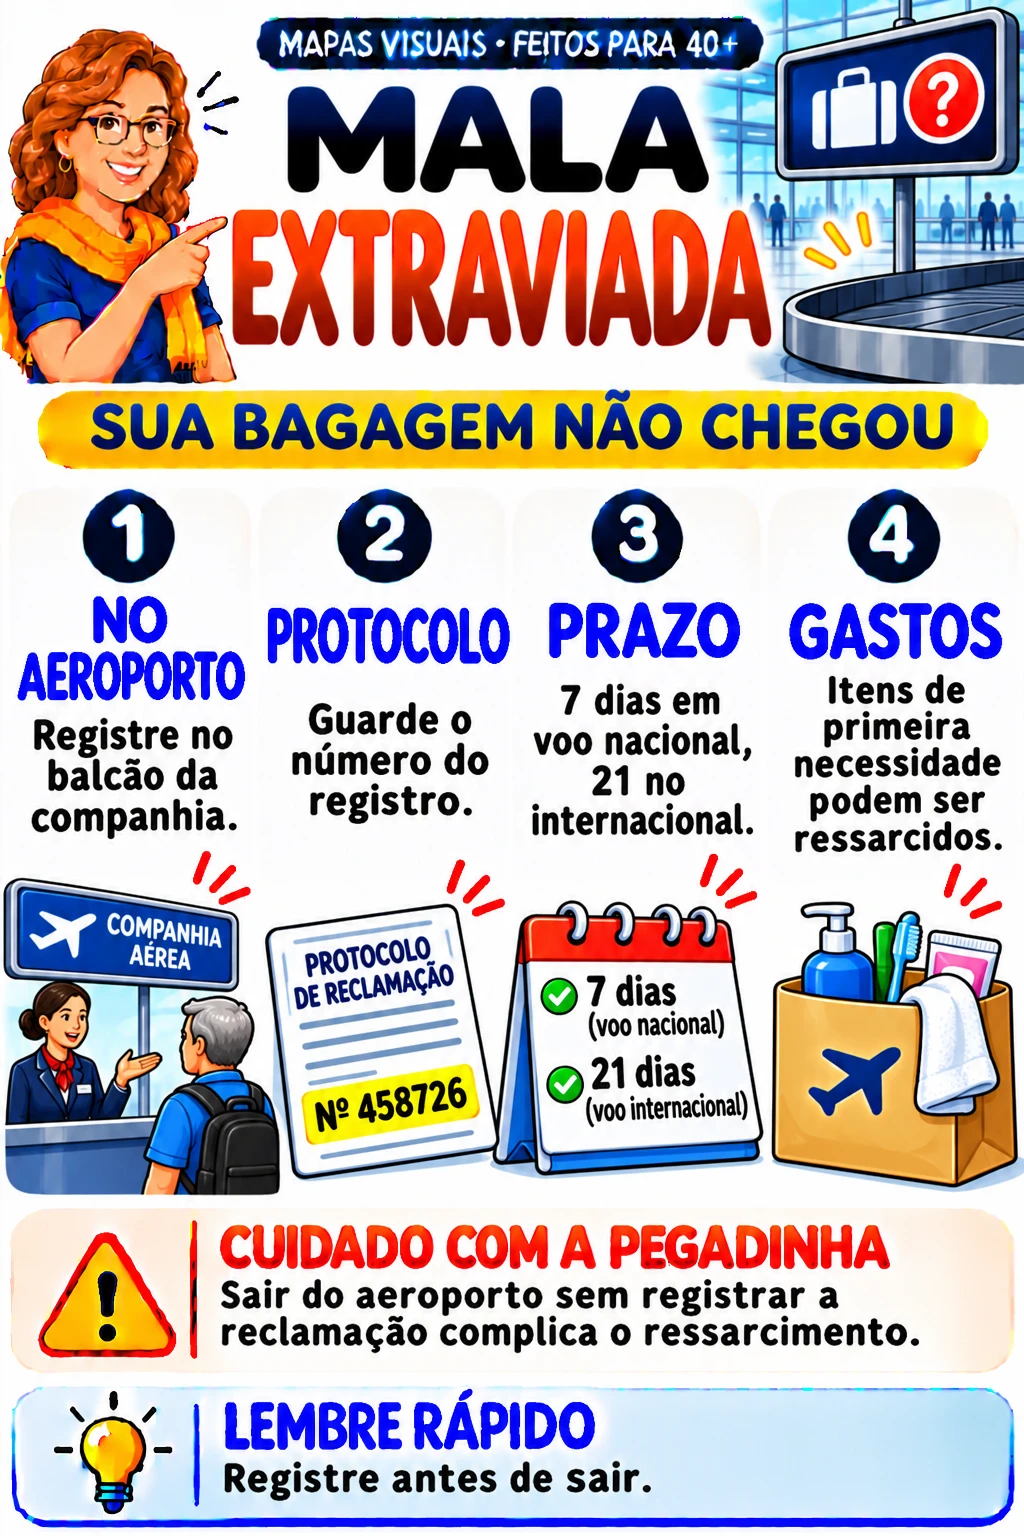 MAPAS VISUAIS • FEITOS PARA 40+
MALA
EXTRAVIADA
?
SUA BAGAGEM NÃO CHEGOU
1
NO
AEROPORTO
Registre no
balcão da
companhia.
COMPANHIA
AÉREA
2
PROTOCOLO
Guarde o
número do
registro.
PROTOCOLO
DE RECLAMAÇÃO
Nº 458726
3
PRAZO
7 dias em
voo nacional,
21 no
internacional.
7 dias
(voo nacional)
21 dias
(voo internacional)
4
GASTOS
Itens de
primeira
necessidade
podem ser
ressarcidos.
!
CUIDADO COM A PEGADINHA
Sair do aeroporto sem registrar a
reclamação complica o ressarcimento.
LEMBRE RÁPIDO
Registre antes de sair.